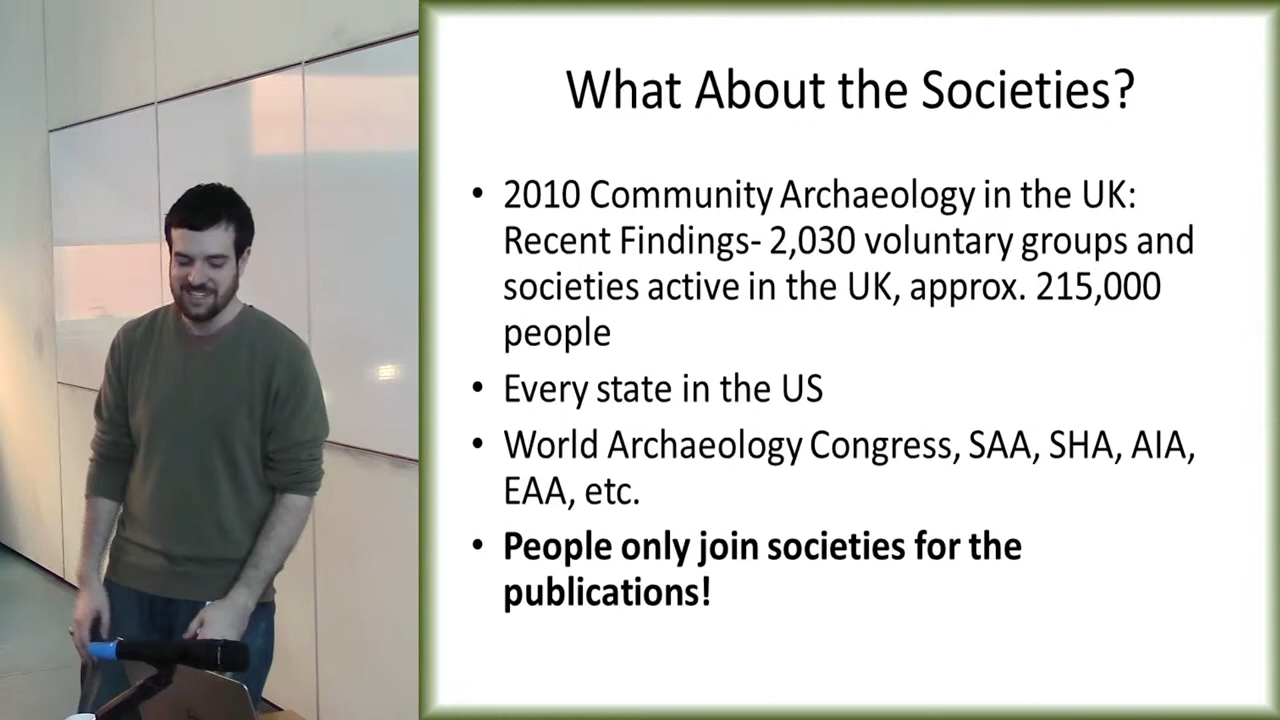 What About the Societies?
• 2010 Community Archaeology in the UK:
Recent Findings- 2,030 voluntary groups and
societies active in the UK, approx. 215,000
people
• Every state in the US
• World Archaeology Congress, SAA, SHA, AIA,
EAA, etc.
• People only join societies for the
publications!